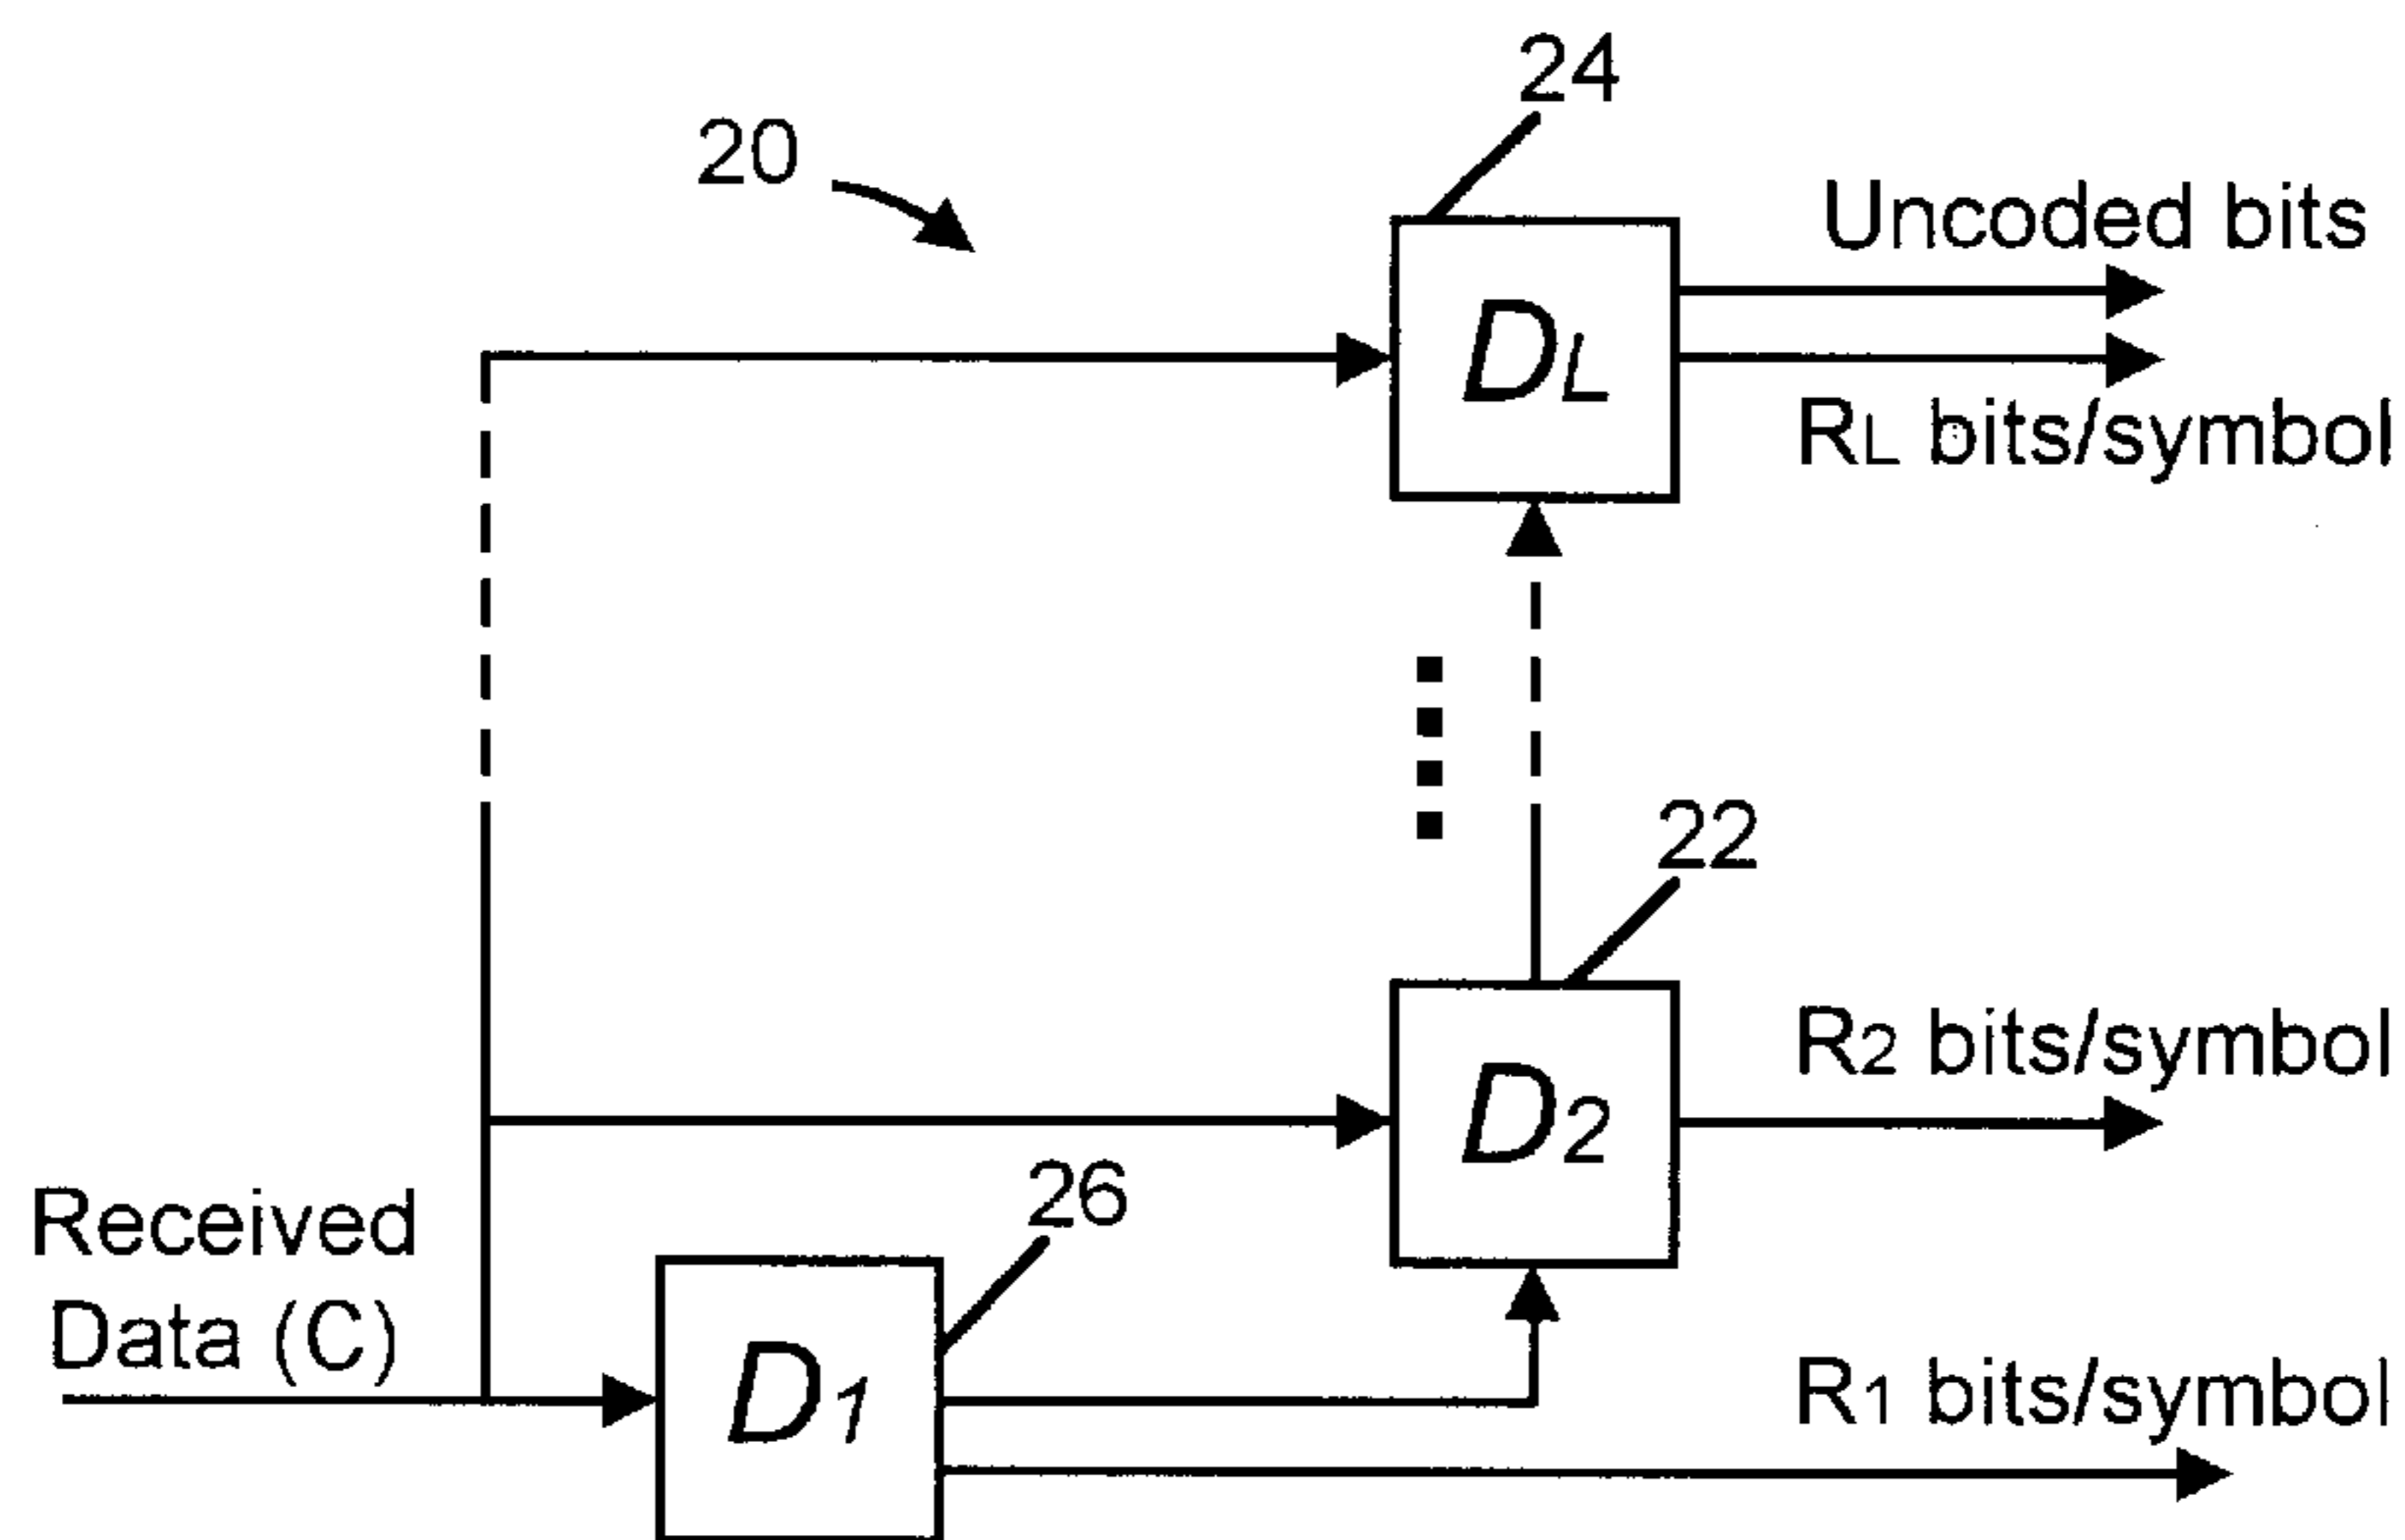 24
20
Uncoded bits
DL
RL bits/symbol
22
R2 bits/symbol
D2
26
Received
Data (C)
D1
R1 bits/symbol